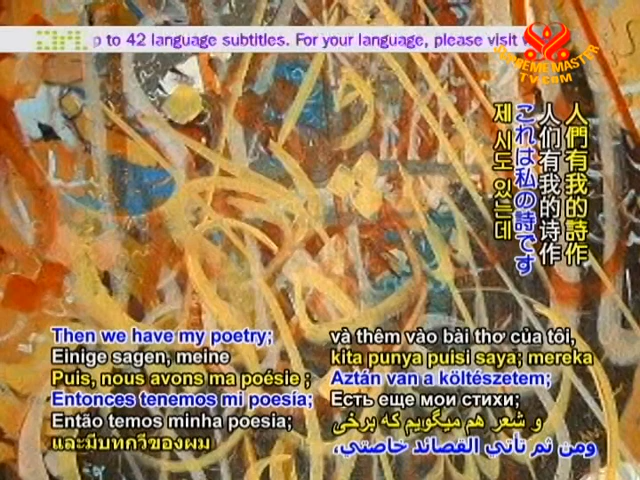 p to 42 language subtitles. For your language, please visit
SUPREME MASTER
TV.COM
人們有我的詩作
人们有我的诗作
これは私の詩です
제 시도 있는데
Then we have my poetry;
Einige sagen, meine
Puis, nous avons ma poésie ;
Entonces tenemos mi poesía;
Então temos minha poesia;
และมีบทกวีของผม
và thêm vào bài thơ của tôi,
kita punya puisi saya; mereka
Aztán van a költészetem;
Есть еще мои стихи;
و شعر هم میگویم که برخی
ومن ثم تأتي القصائد خاصتي،